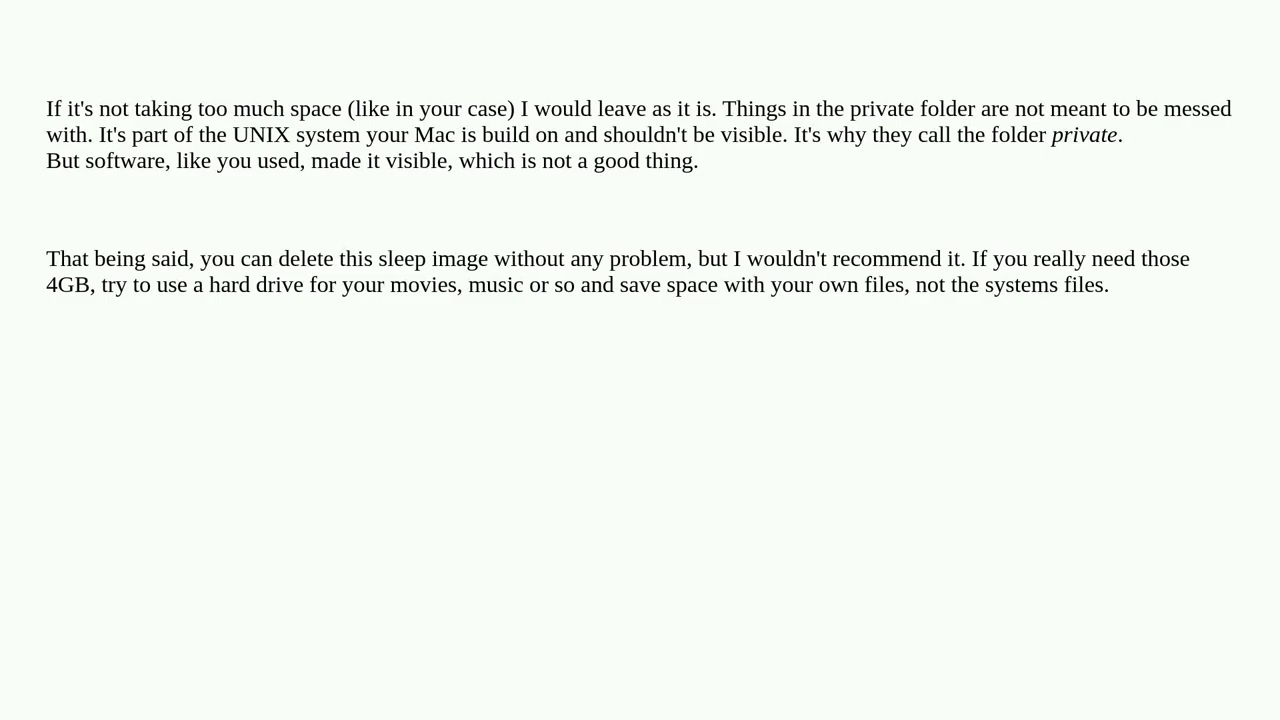 If it's not taking too much space (like in your case) I would leave as it is. Things in the private folder are not meant to be messed
with. It's part of the UNIX system your Mac is build on and shouldn't be visible. It's why they call the folder private.
But software, like you used, made it visible, which is not a good thing.
That being said, you can delete this sleep image without any problem, but I wouldn't recommend it. If you really need those
4GB, try to use a hard drive for your movies, music or so and save space with your own files, not the systems files.